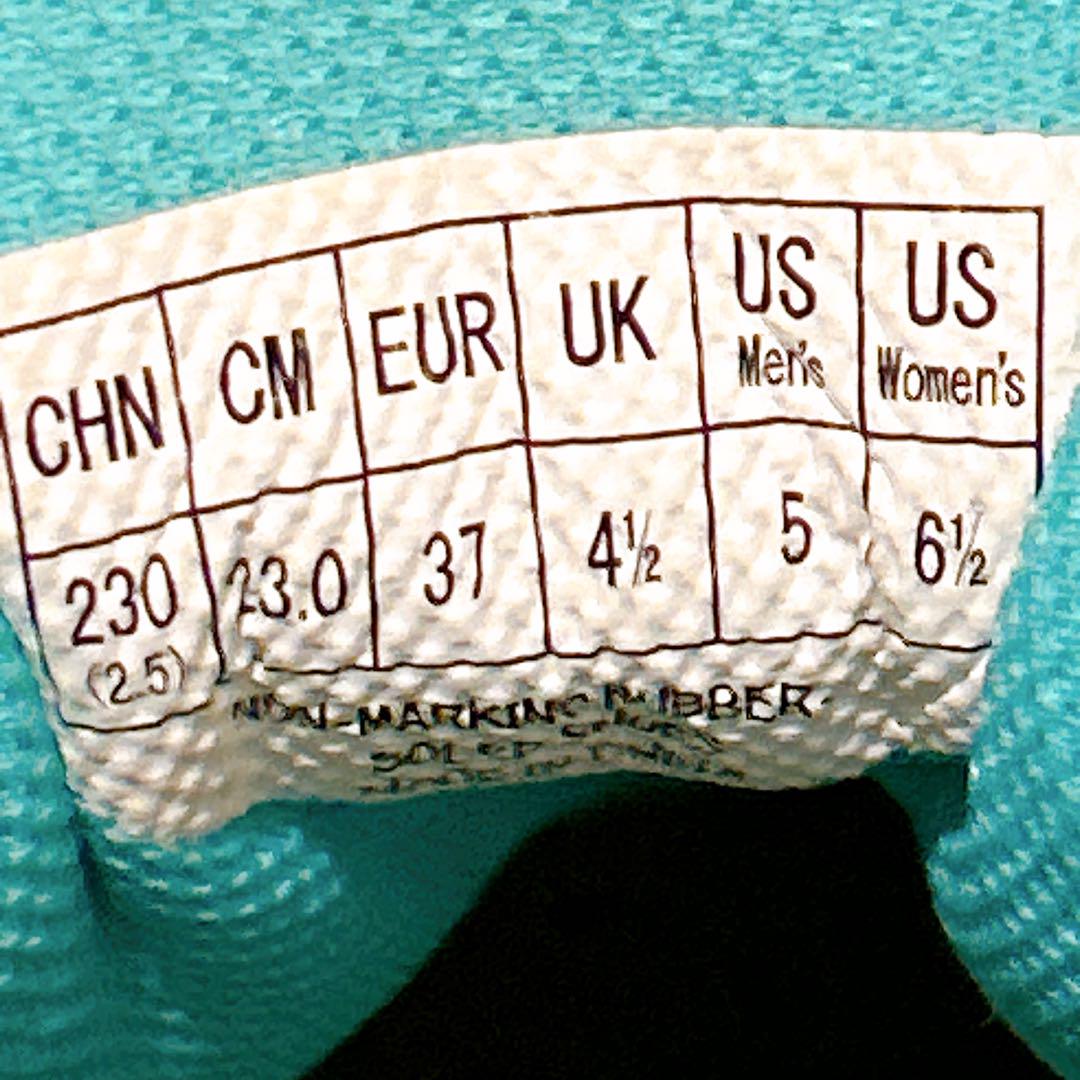 CHN CM EUR UK US Men's US Women's
230 (2.5) 23.0 37 4½ 5 6½
NON-MARKING RUBBER